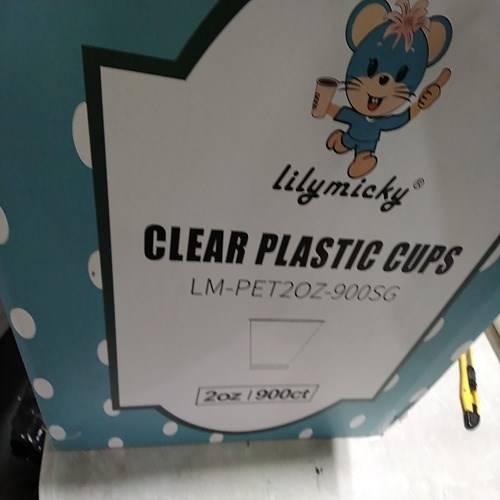 lilymicky®
CLEAR PLASTIC CUPS
LM-PET2OZ-900SG
2oz | 900ct